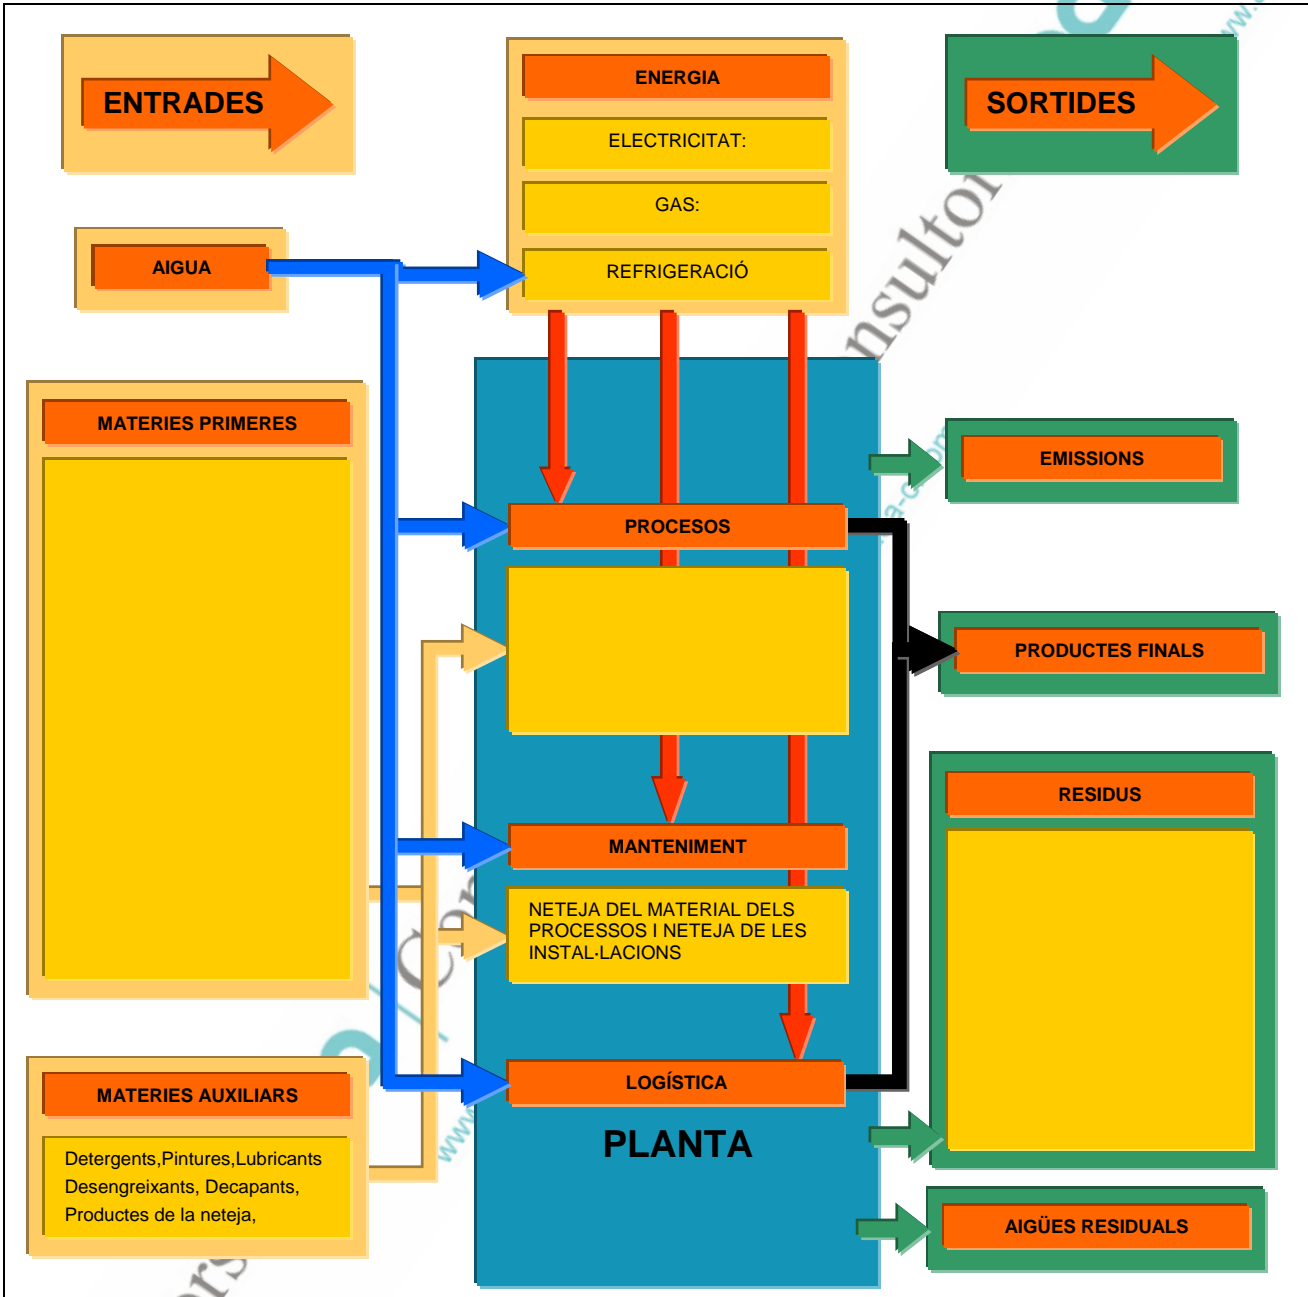 ENTRADES
ENERGIA
SORTIDES
ELECTRICITAT:
GAS:
AIGUA
REFRIGERACIÓ
MATERIES PRIMERES
EMISSIONS
PROCESOS
PRODUCTES FINALS
RESIDUS
MANTENIMENT
NETEJA DEL MATERIAL DELS
PROCESSOS I NETEJA DE LES
INSTAL·LACIONS
LOGÍSTICA
MATERIES AUXILIARS
PLANTA
Detergents,Pintures,Lubricants
Desengreixants, Decapants,
Productes de la neteja,
AIGÜES RESIDUALS